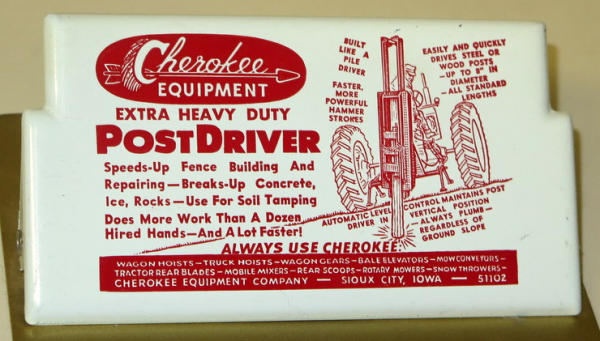 Cherokee
EQUIPMENT
EXTRA HEAVY DUTY
POSTDRIVER
Speeds-Up Fence Building And
Repairing—Breaks-Up Concrete,
Ice, Rocks—Use For Soil Tamping
Does More Work Than A Dozen
Hired Hands—And A Lot Faster!
BUILT
LIKE A
PILE
DRIVER
FASTER,
MORE
POWERFUL
HAMMER
STROKES
EASILY AND QUICKLY
DRIVES STEEL OR
WOOD POSTS
-UP TO 8" IN
DIAMETER
-ALL STANDARD
LENGTHS
AUTOMATIC LEVEL CONTROL MAINTAINS POST
DRIVER IN VERTICAL POSITION
—ALWAYS PLUMB—
REGARDLESS OF
GROUND SLOPE
ALWAYS USE CHEROKEE:
WAGON HOISTS—TRUCK HOISTS—WAGON GEARS—BALE ELEVATORS—MOW CONVEYORS—
TRACTOR REAR BLADES—MOBILE MIXERS—REAR SCOOPS—ROTARY MOWERS—SNOW THROWERS—
CHEROKEE EQUIPMENT COMPANY — SIOUX CITY, IOWA — 51102